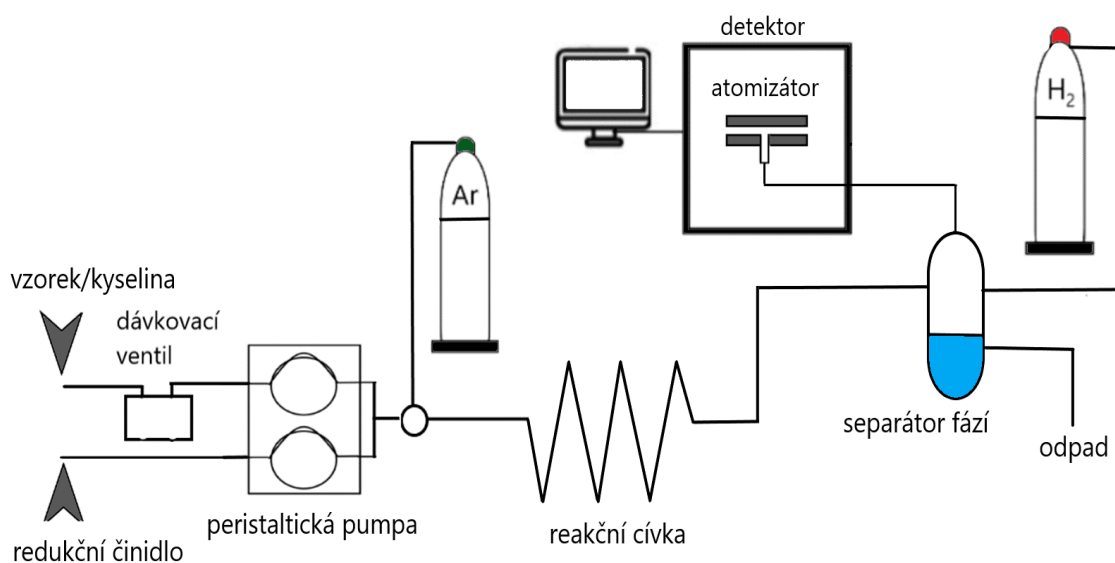 detektor
atomizátor
H₂
Ar
vzorek/kyselina
dávkovací
ventil
separátor fází
odpad
peristaltická pumpa
reakční cívka
redukční činidlo